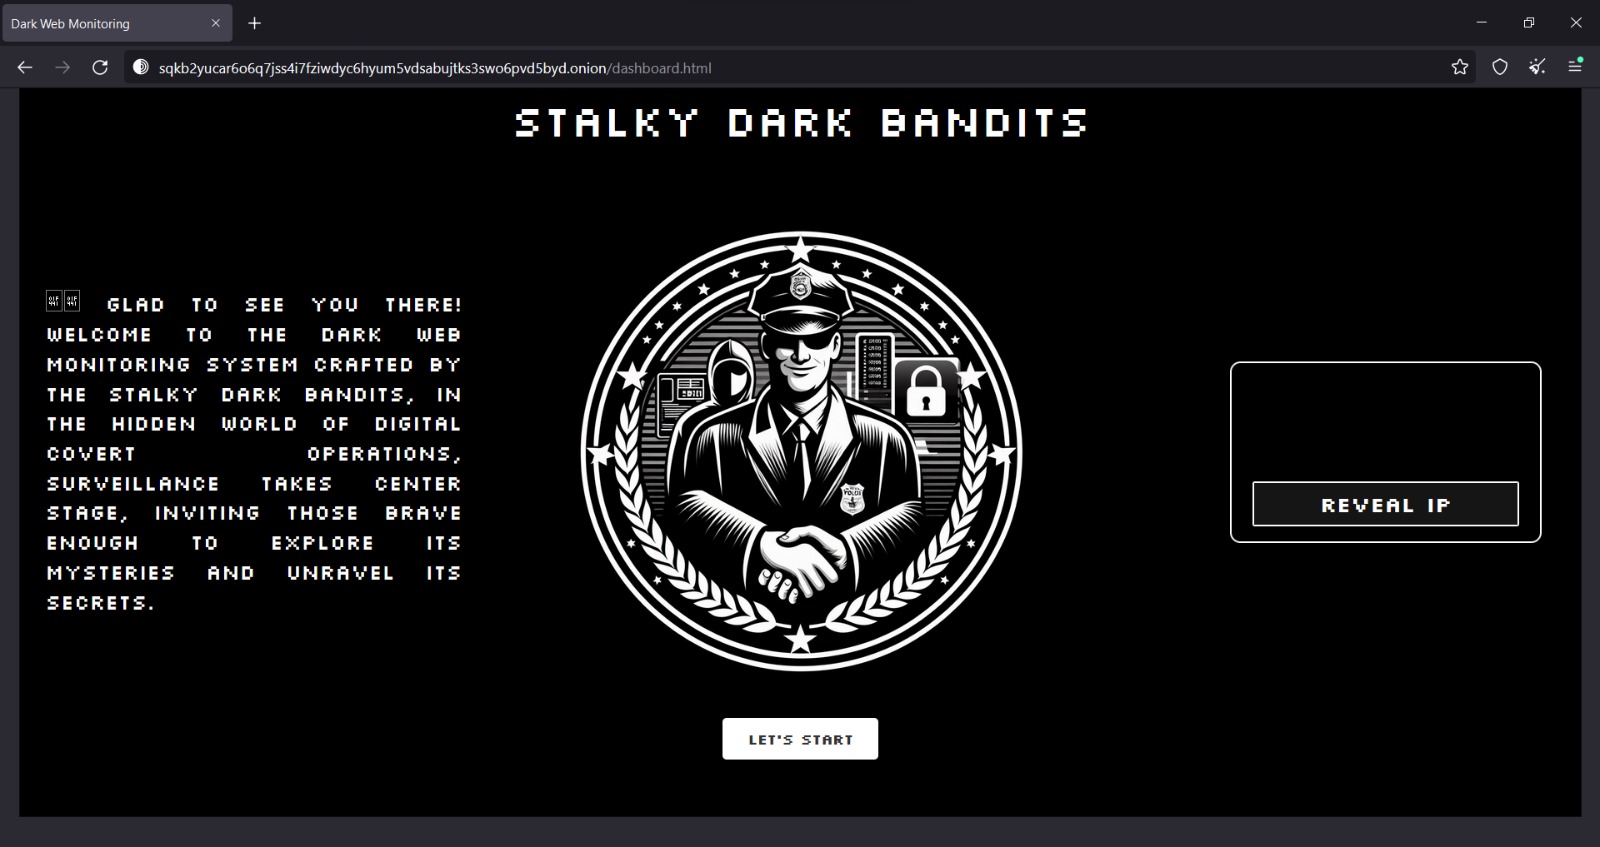 Dark Web Monitoring
sqkb2yucar6o6q7jss4i7fziwdyc6hyum5vdsabujtks3swo6pvd5byd.onion/dashboard.html
STALKY DARK BANDITS
GLAD TO SEE YOU THERE!
WELCOME TO THE DARK WEB
MONITORING SYSTEM CRAFTED BY
THE STALKY DARK BANDITS, IN
THE HIDDEN WORLD OF DIGITAL
COVERT OPERATIONS,
SURVEILLANCE TAKES CENTER
STAGE, INVITING THOSE BRAVE
ENOUGH TO EXPLORE ITS
MYSTERIES AND UNRAVEL ITS
SECRETS.
REVEAL IP
LET'S START